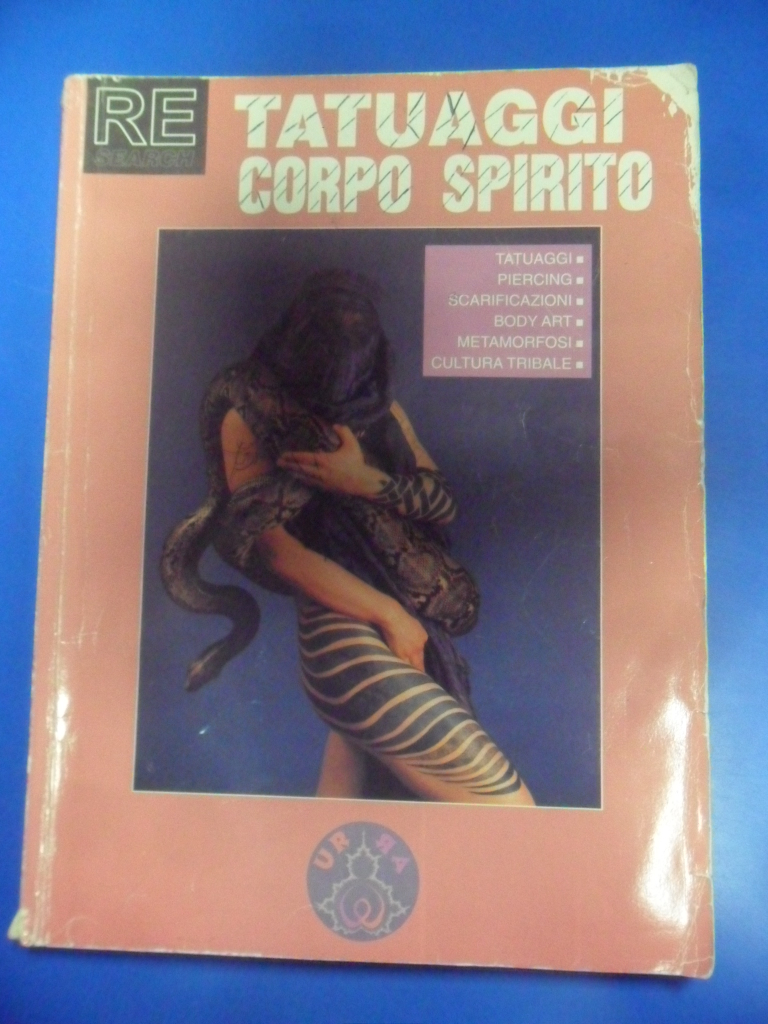 RE
SEARCH
TATUAGGI
CORPO SPIRITO
TATUAGGI
PIERCING
SCARIFICAZIONI
BODY ART
METAMORFOSI
CULTURA TRIBALE
URRA